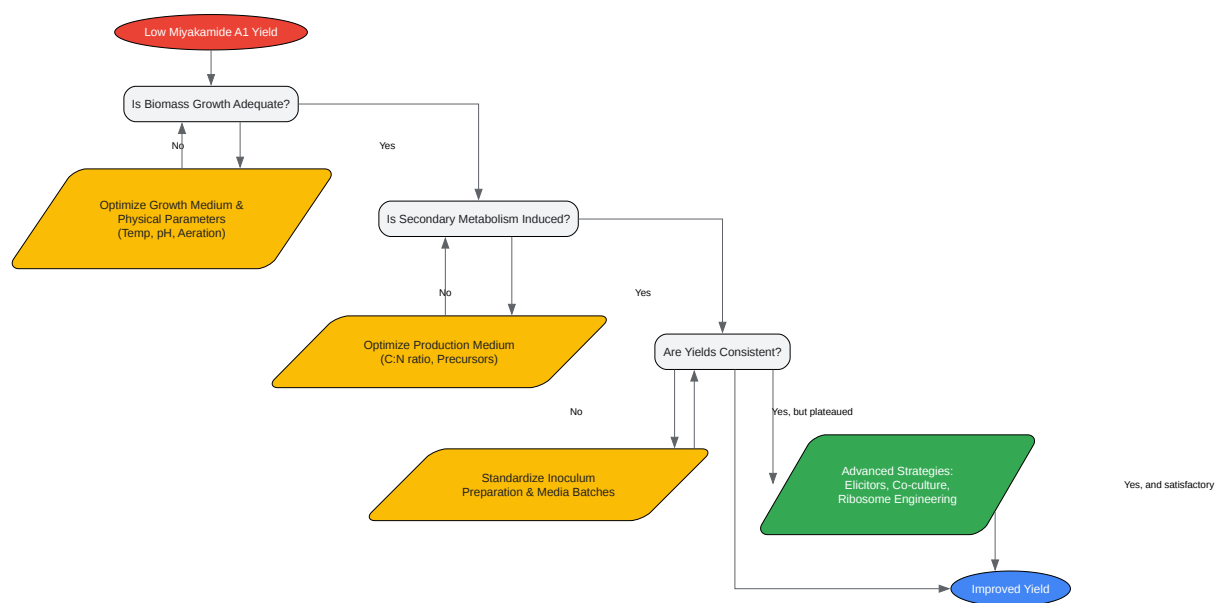 Low Miyakamide A1 Yield
Is Biomass Growth Adequate?
No
Yes
Optimize Growth Medium &
Physical Parameters
(Temp, pH, Aeration)
Is Secondary Metabolism Induced?
No
Yes
Optimize Production Medium
(C:N ratio, Precursors)
Are Yields Consistent?
No
Yes, but plateaued
Yes, and satisfactory
Standardize Inoculum
Preparation & Media Batches
Advanced Strategies:
Elicitors, Co-culture,
Ribosome Engineering
Improved Yield